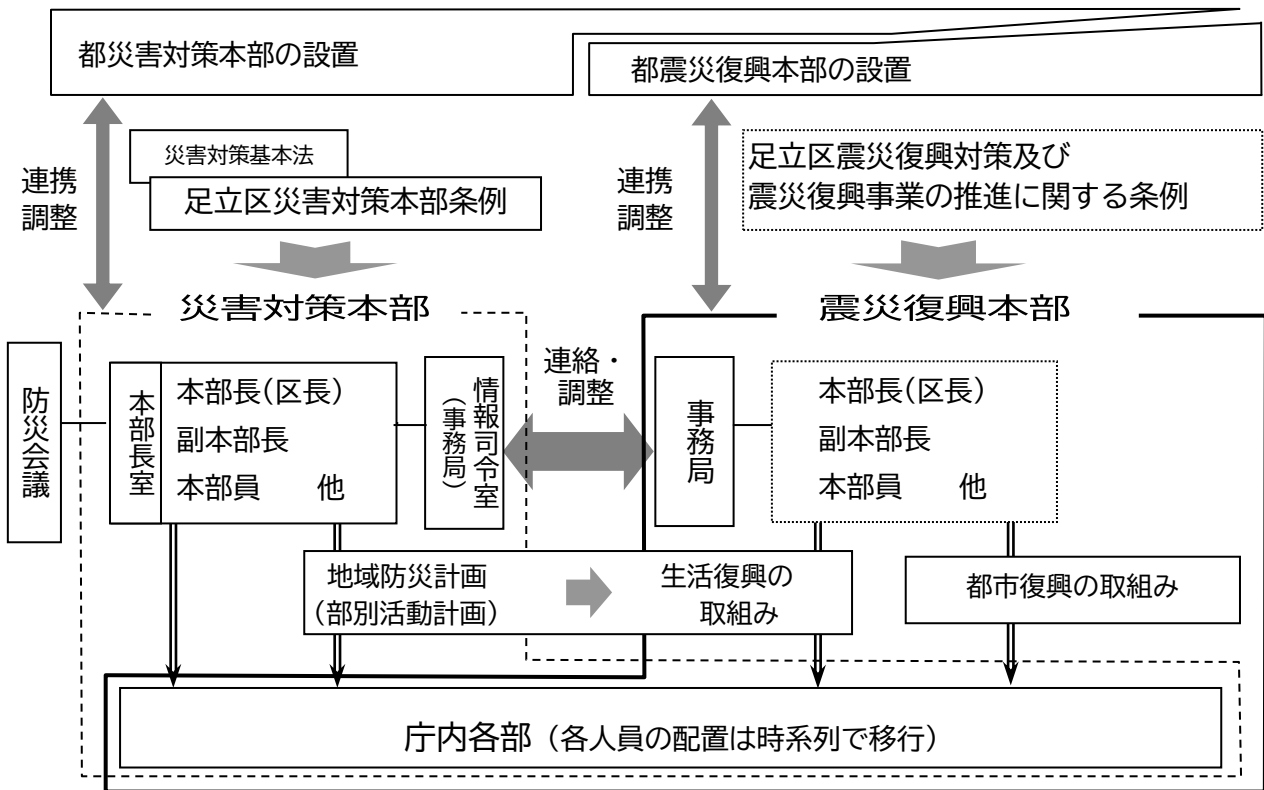 都災害対策本部の設置
都震災復興本部の設置
連携
調整
災害対策基本法
足立区災害対策本部条例
連携
調整
足立区震災復興対策及び
震災復興事業の推進に関する条例
災害対策本部
震災復興本部
防災会議
本部長室
本部長（区長）
副本部長
本部員　他
情報司令室
（事務局）
連絡・
調整
事務局
本部長（区長）
副本部長
本部員　他
地域防災計画
（部別活動計画）
生活復興の
取組み
都市復興の取組み
庁内各部（各人員の配置は時系列で移行）